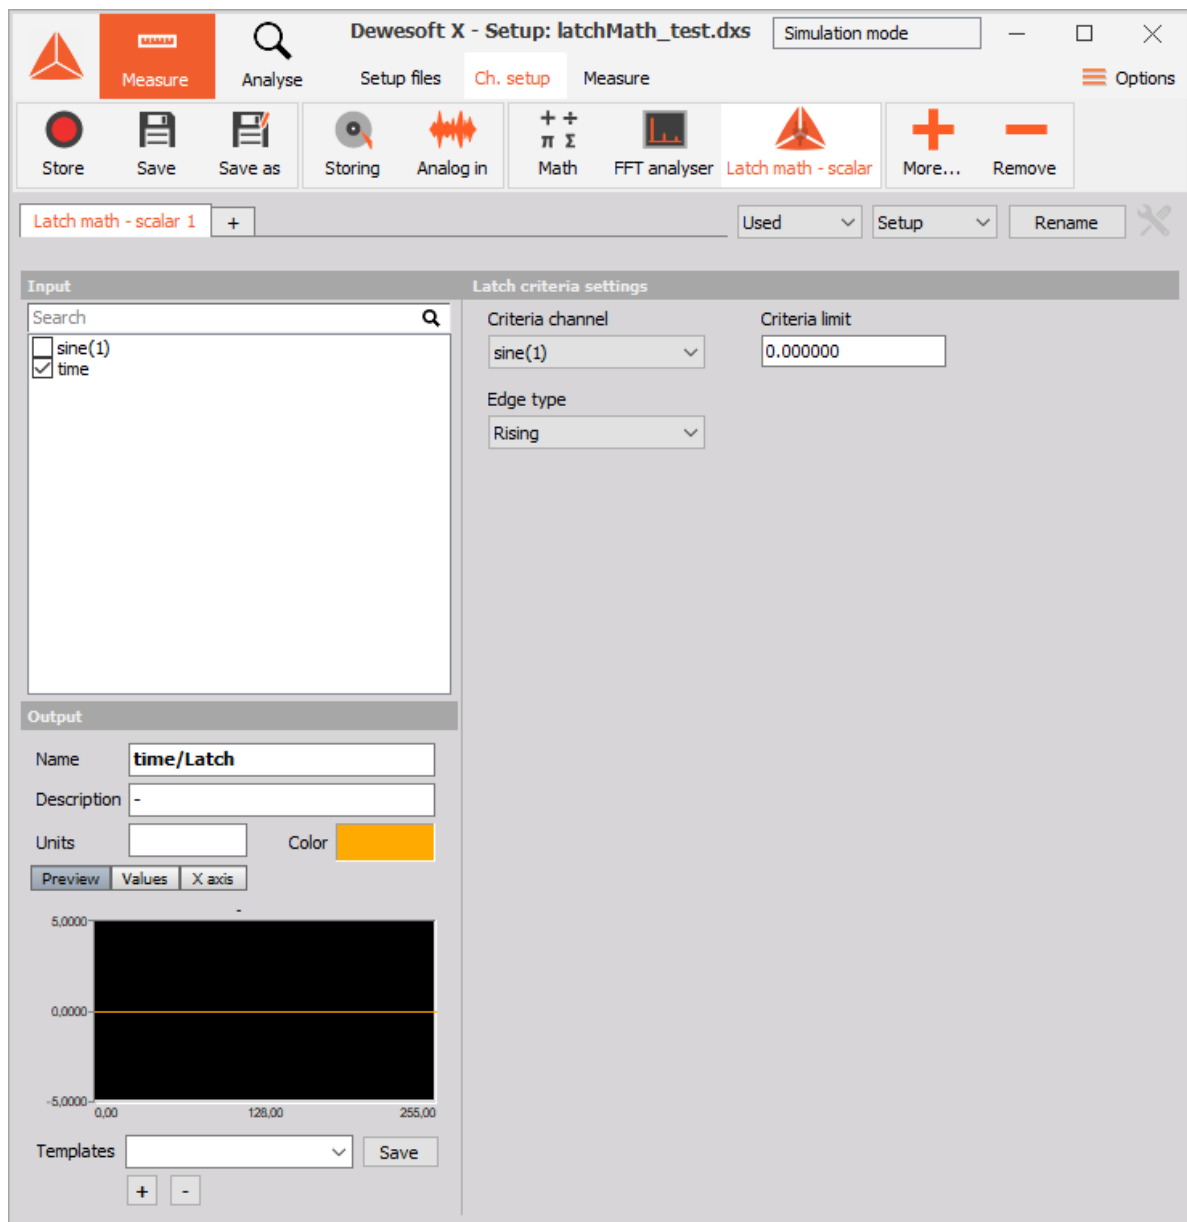 Dewesoft X - Setup: latchMath_test.dxs
Simulation mode
Measure
Analyse
Setup files
Ch. setup
Measure
Options
Store
Save
Save as
Storing
Analog in
+ ÷
π Σ
Math
FFT analyser
Latch math - scalar
More...
Remove
Latch math - scalar 1
+
Used
Setup
Rename
Input
Search
sine(1)
time
Latch criteria settings
Criteria channel
Criteria limit
sine(1)
0.000000
Edge type
Rising
Output
Name
time/Latch
Description
-
Units
Color
Preview
Values
X axis
-
5,0000
0,0000
-5,0000
0,00
128,00
255,00
Templates
Save
+
-